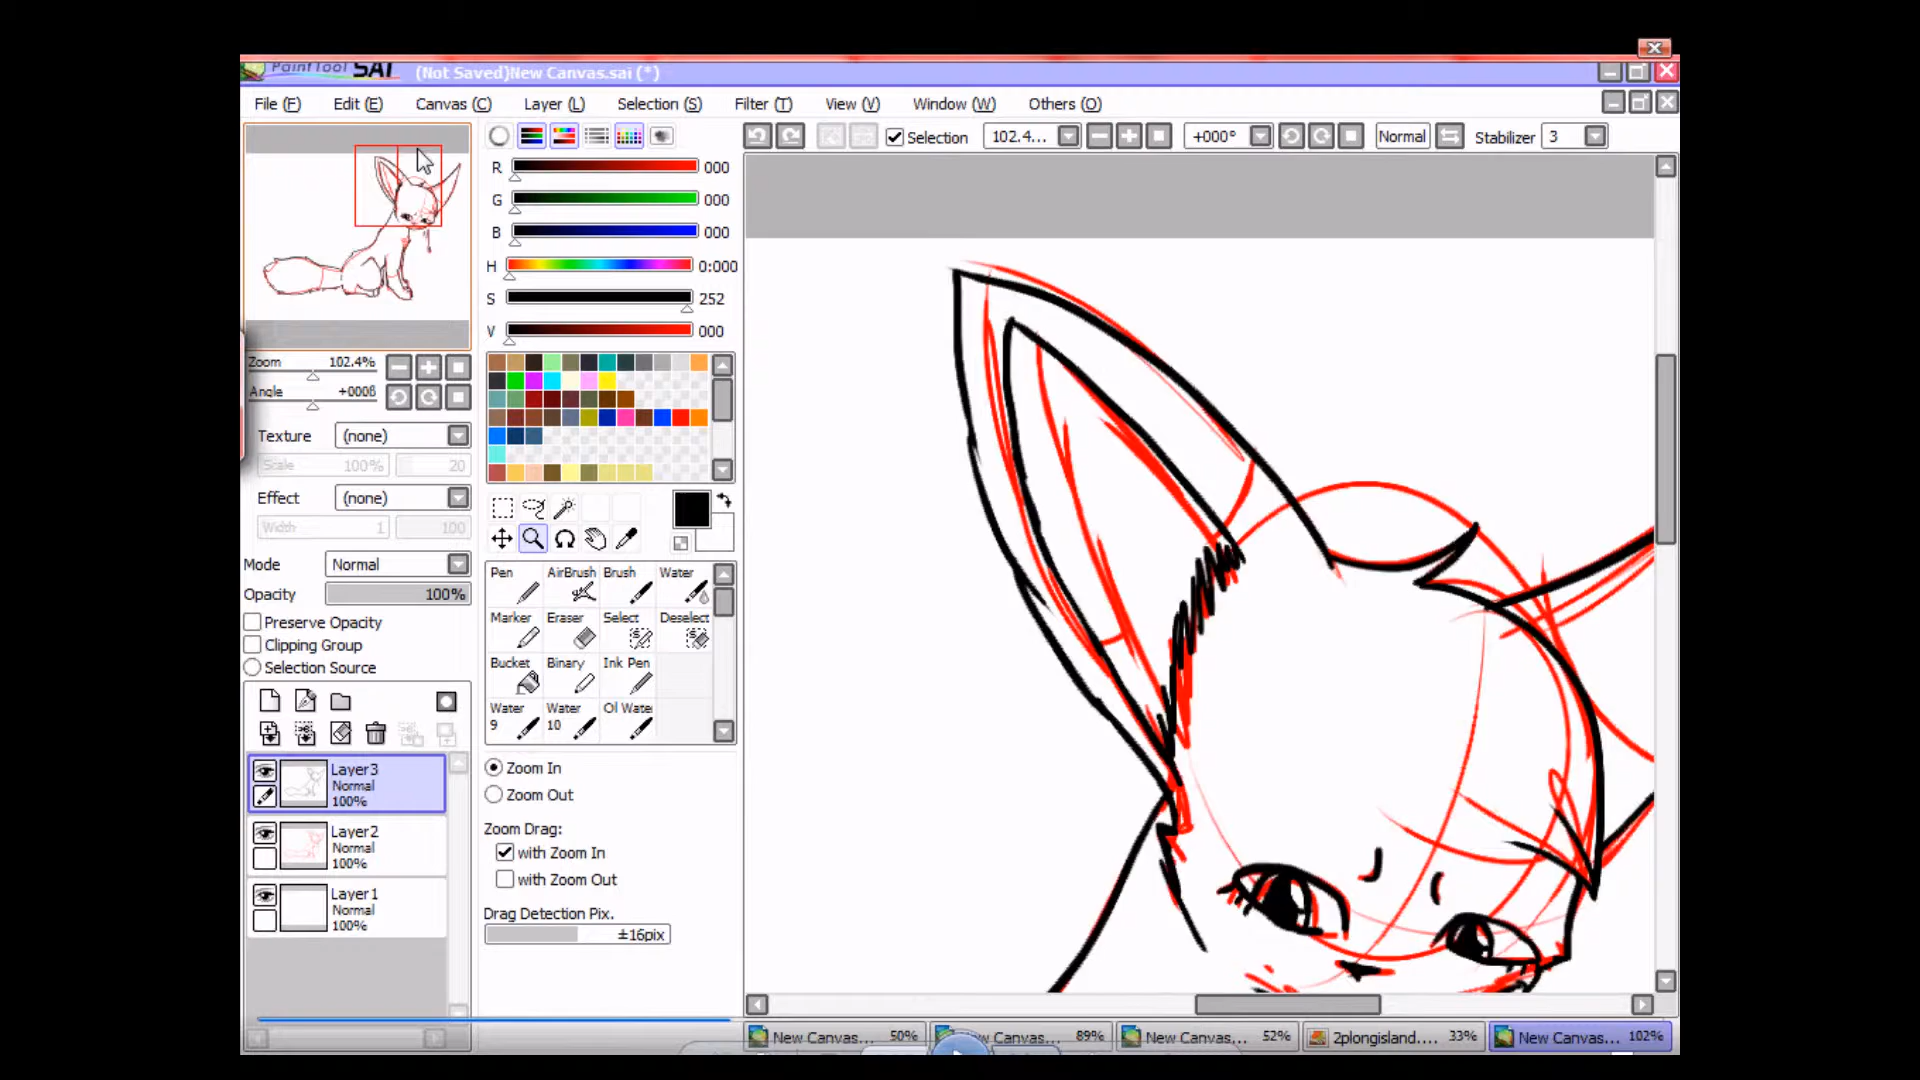 PaintTool SAI (Not Saved)New Canvas.sai (*)
File (F) Edit (E) Canvas (C) Layer (L) Selection (S) Filter (T) View (V) Window (W) Others (O)
Selection 102.4... +000° Normal Stabilizer 3
R 000
G 000
B 000
H 0:000
S 252
V 000
Zoom 102.4%
Angle +000ß
Texture (none)
Scale 100% 20
Effect (none)
Width 1 100
Mode Normal
Opacity 100%
Preserve Opacity
Clipping Group
Selection Source
Pen AirBrush Brush Water
Marker Eraser Select Deselect
Bucket Binary Ink Pen
Water 9 Water 10 Oil Wate
Layer3
Normal
100%
Layer2
Normal
100%
Layer1
Normal
100%
Zoom In
Zoom Out
Zoom Drag:
with Zoom In
with Zoom Out
Drag Detection Pix.
±16pix
New Canvas... 50% w Canvas... 89% New Canvas... 52% 2plongisland.... 33% New Canvas... 102%